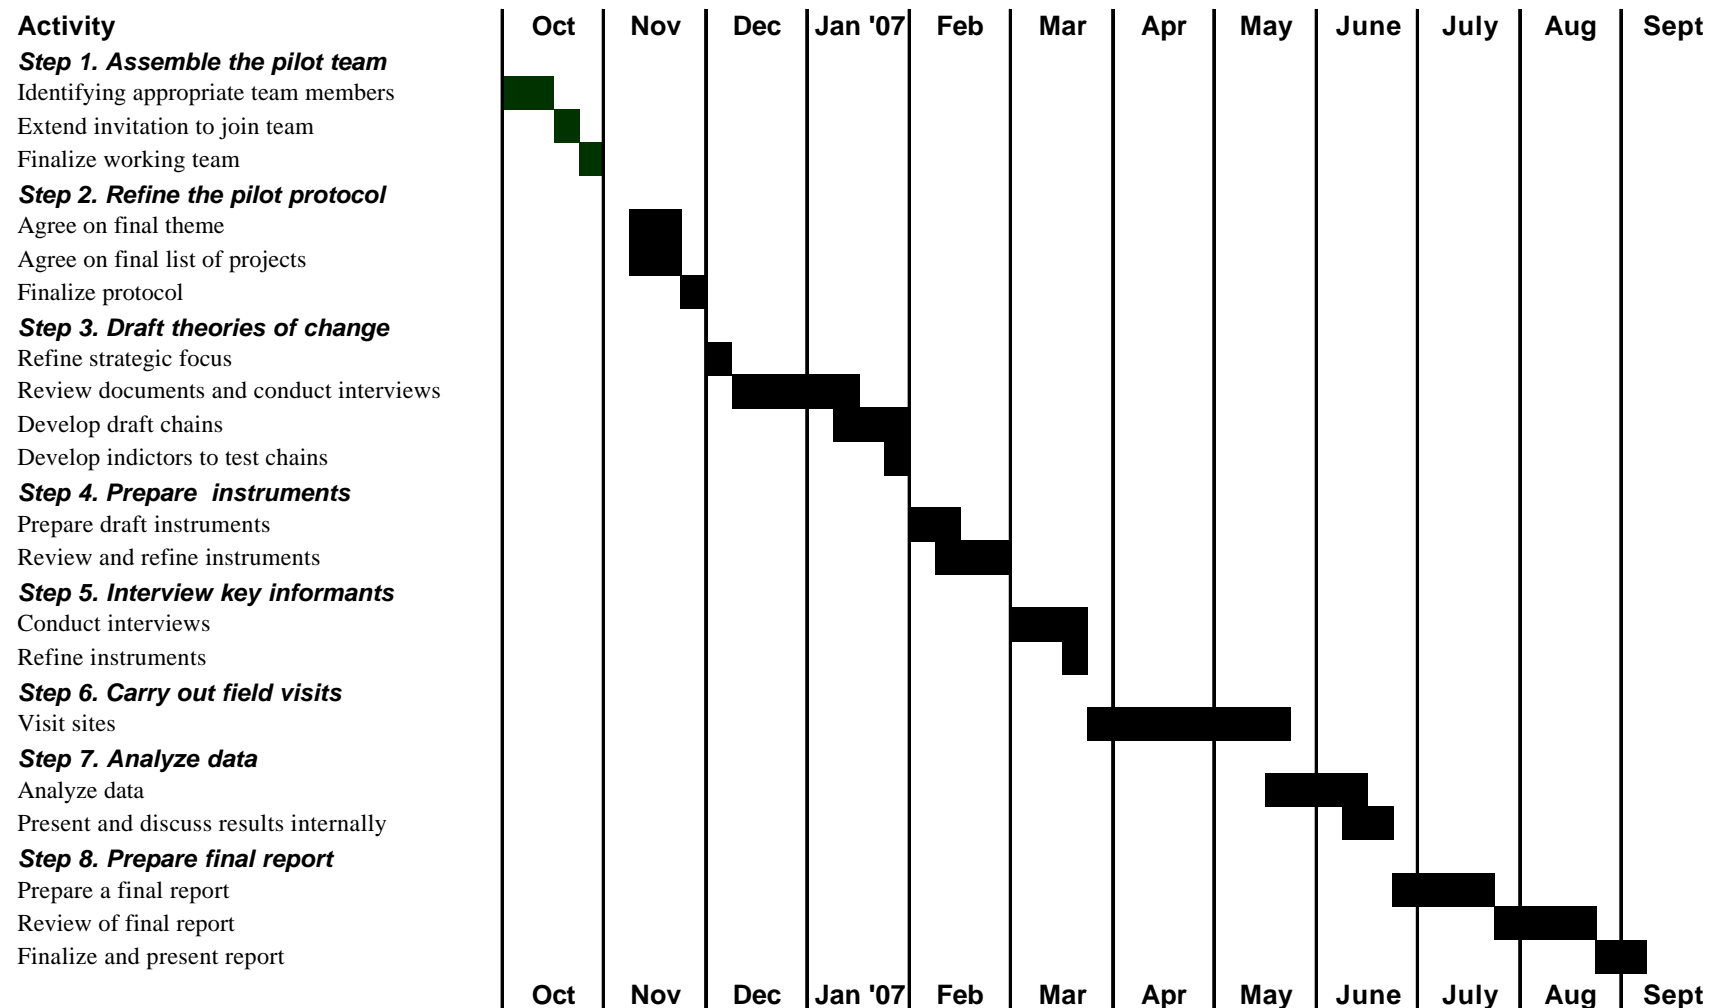 Activity Oct Nov Dec Jan '07 Feb Mar Apr May June July Aug Sept
Step 1. Assemble the pilot team
Identifying appropriate team members
Extend invitation to join team
Finalize working team
Step 2. Refine the pilot protocol
Agree on final theme
Agree on final list of projects
Finalize protocol
Step 3. Draft theories of change
Refine strategic focus
Review documents and conduct interviews
Develop draft chains
Develop indictors to test chains
Step 4. Prepare  instruments
Prepare draft instruments
Review and refine instruments
Step 5. Interview key informants
Conduct interviews
Refine instruments
Step 6. Carry out field visits
Visit sites
Step 7. Analyze data
Analyze data
Present and discuss results internally
Step 8. Prepare final report
Prepare a final report
Review of final report
Finalize and present report
Oct Nov Dec Jan '07 Feb Mar Apr May June July Aug Sept